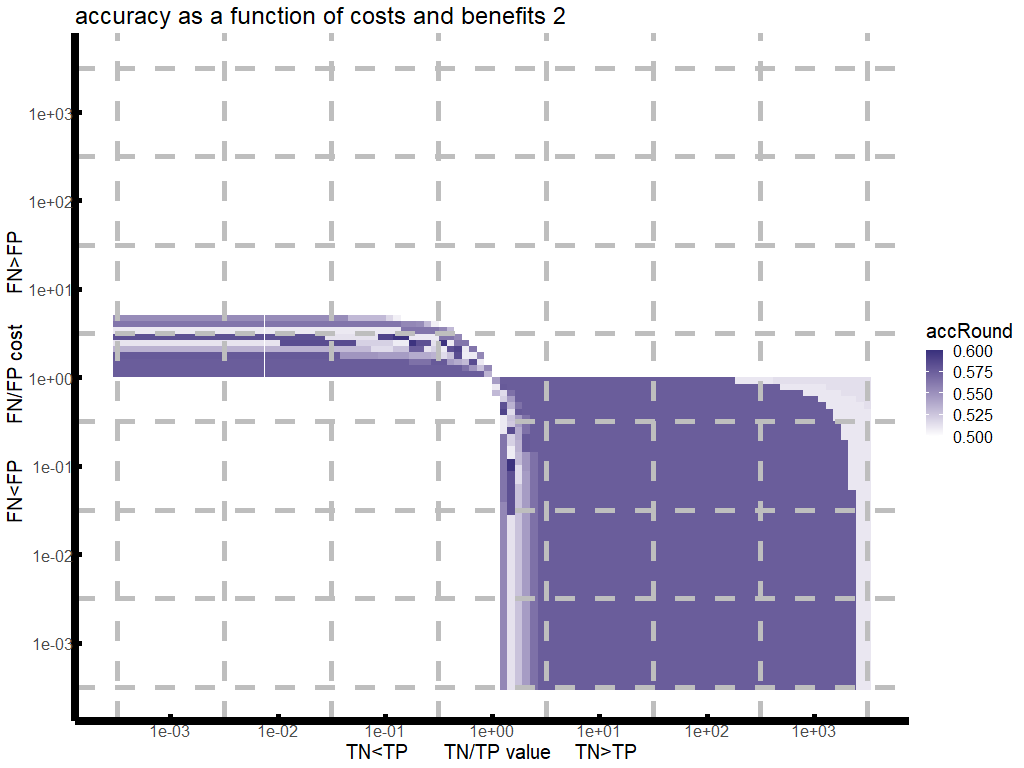 accuracy as a function of costs and benefits 2
FN<FP FN/FP cost FN>FP
1e+03
1e+02
1e+01
1e+00
1e-01
1e-02
1e-03
1e-03 1e-02 1e-01 1e+00 1e+01 1e+02 1e+03
TN<TP TN/TP value TN>TP
accRound
0.600
0.575
0.550
0.525
0.500